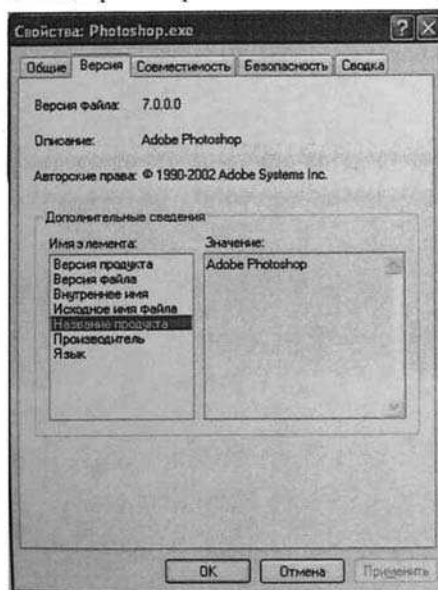 Свойства: Photoshop.exe
Общие Версия Совместимость Безопасность Сводка
Версия файла: 7.0.0.0
Описание: Adobe Photoshop
Авторские права: © 1990-2002 Adobe Systems Inc.
Дополнительные сведения
Имя элемента: Значение:
Версия продукта Adobe Photoshop
Версия файла
Внутреннее имя
Исходное имя файла
Название продукта
Производитель
Язык
OK Отмена Применить